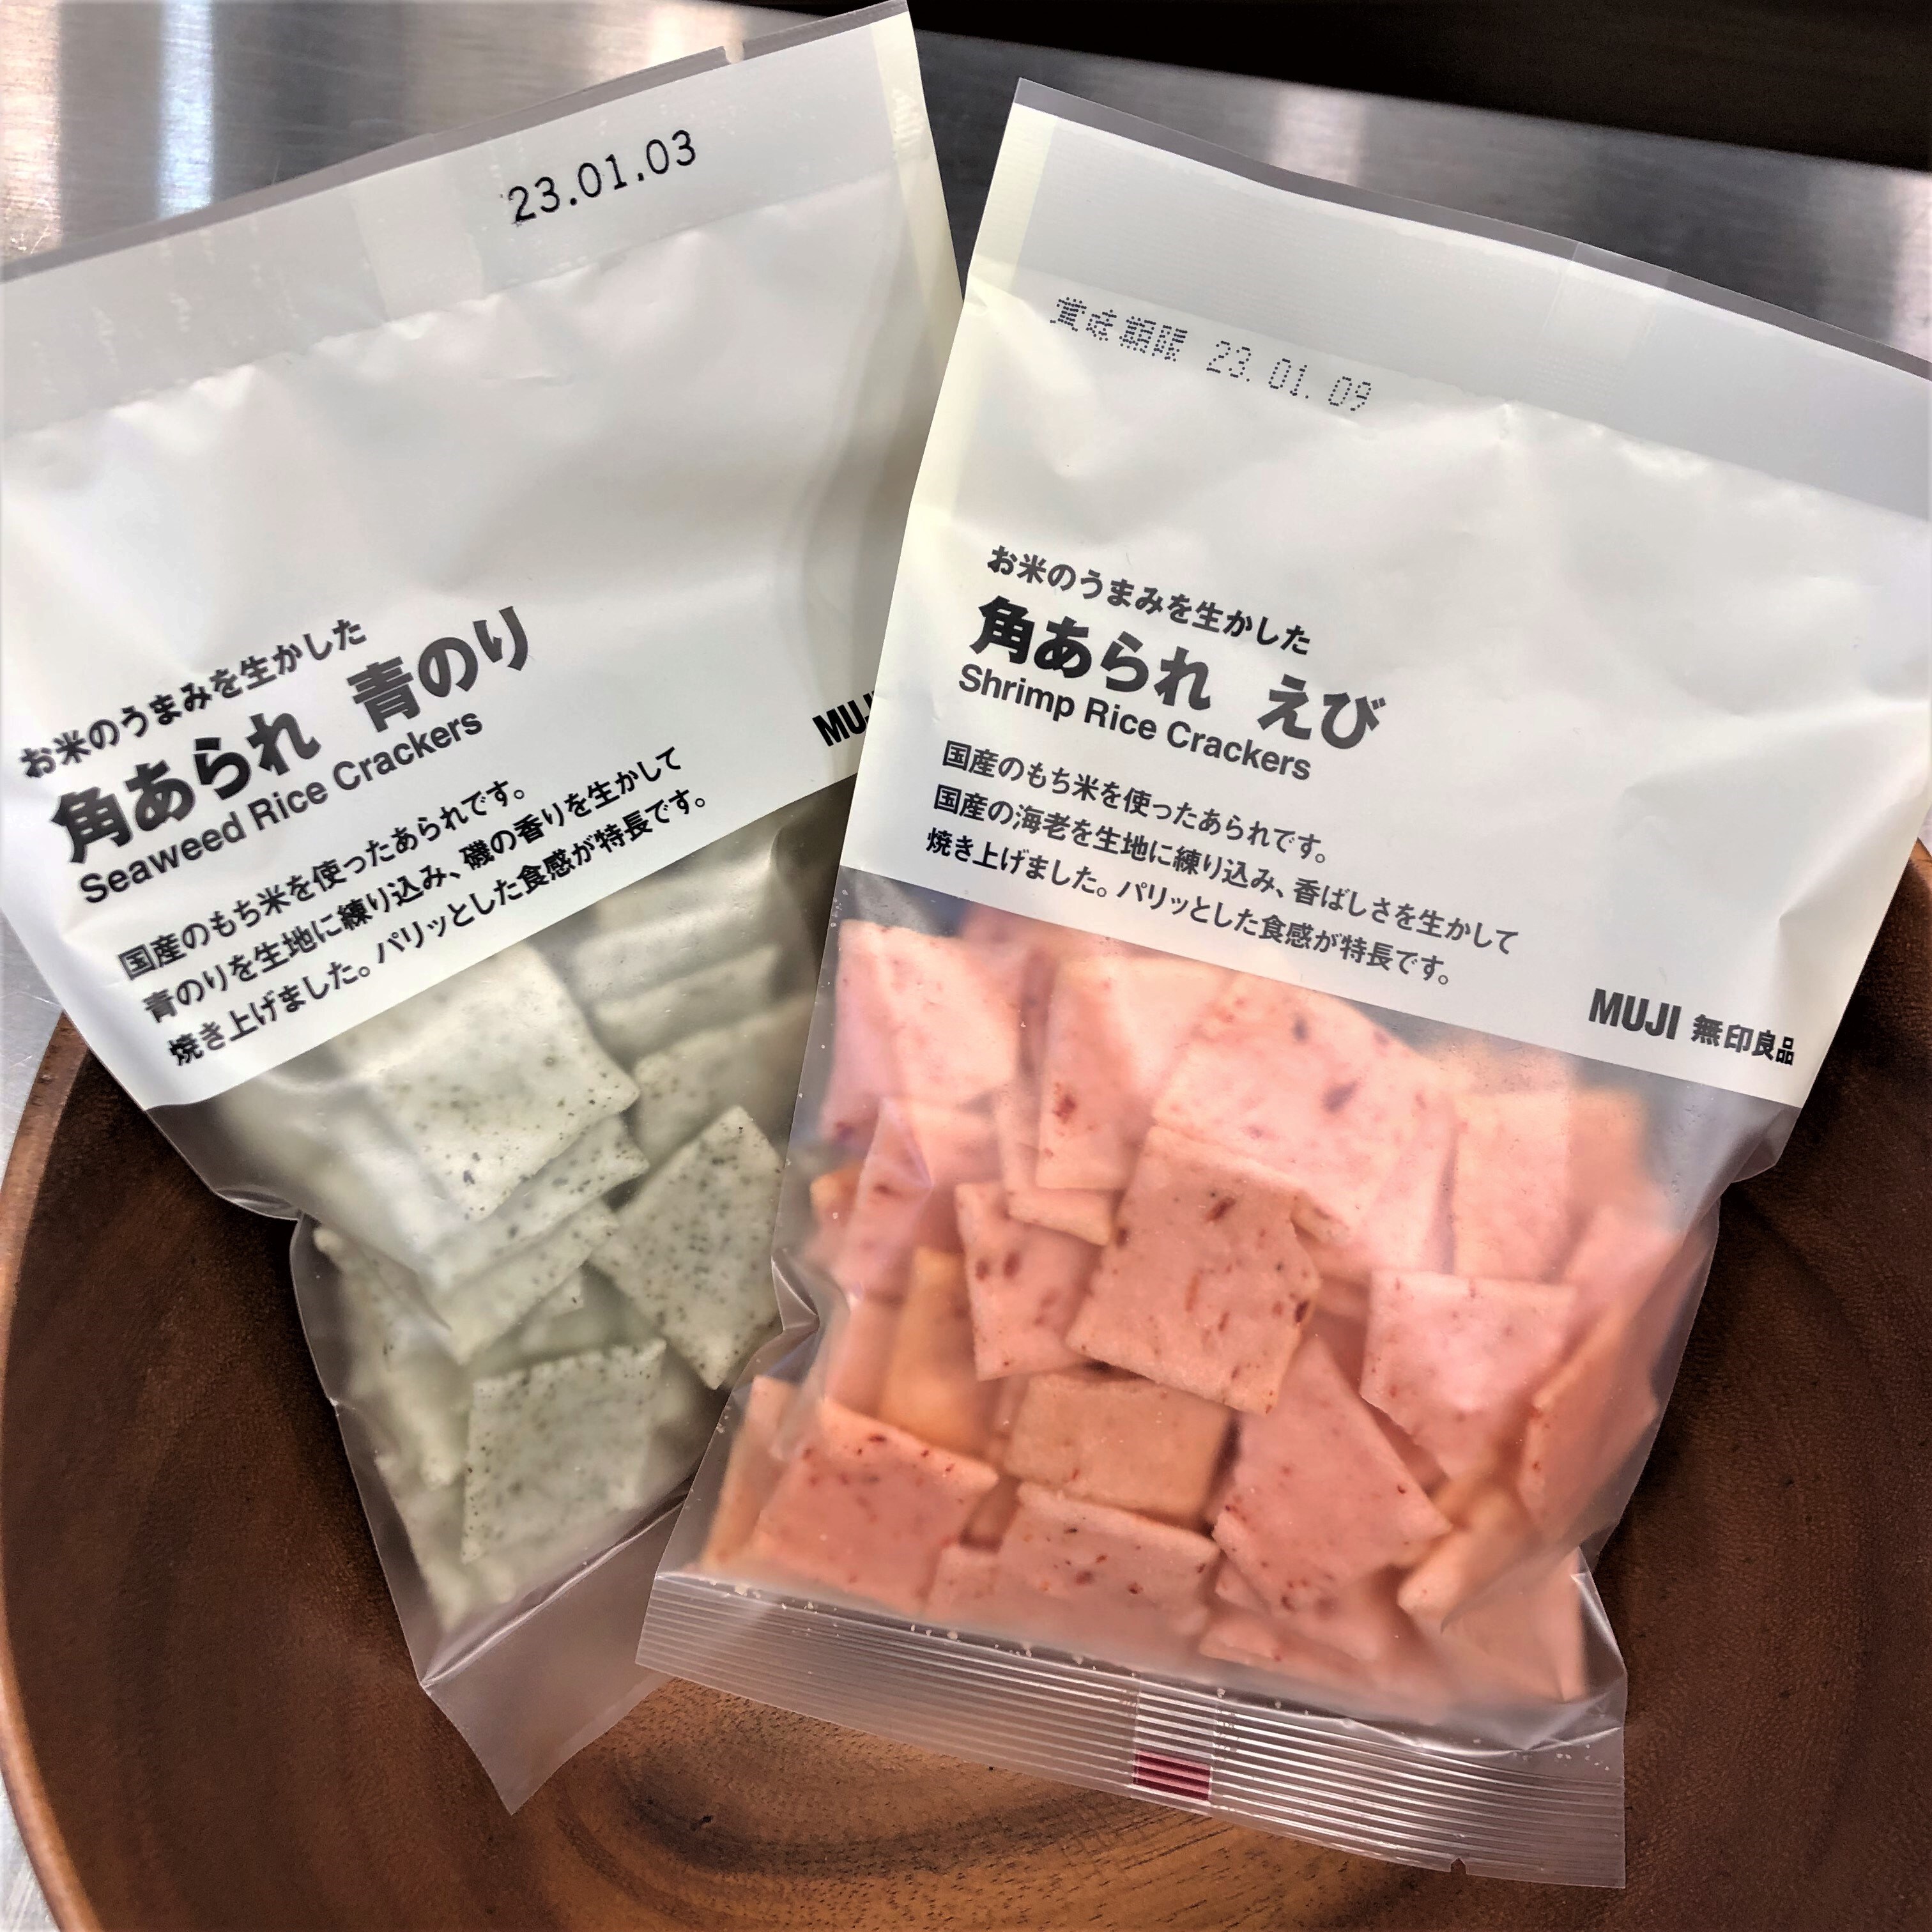 23.01.03
お米のうまみを生かした
角あられ 青のり
Seaweed Rice Crackers
国産のもち米を使ったあられです。
青のりを生地に練り込み、磯の香りを生かして
焼き上げました。パリッとした食感が特長です。
MUJI
賞味期限 23.01.09
お米のうまみを生かした
角あられ えび
Shrimp Rice Crackers
国産のもち米を使ったあられです。
国産の海老を生地に練り込み、香ばしさを生かして
焼き上げました。パリッとした食感が特長です。
MUJI 無印良品